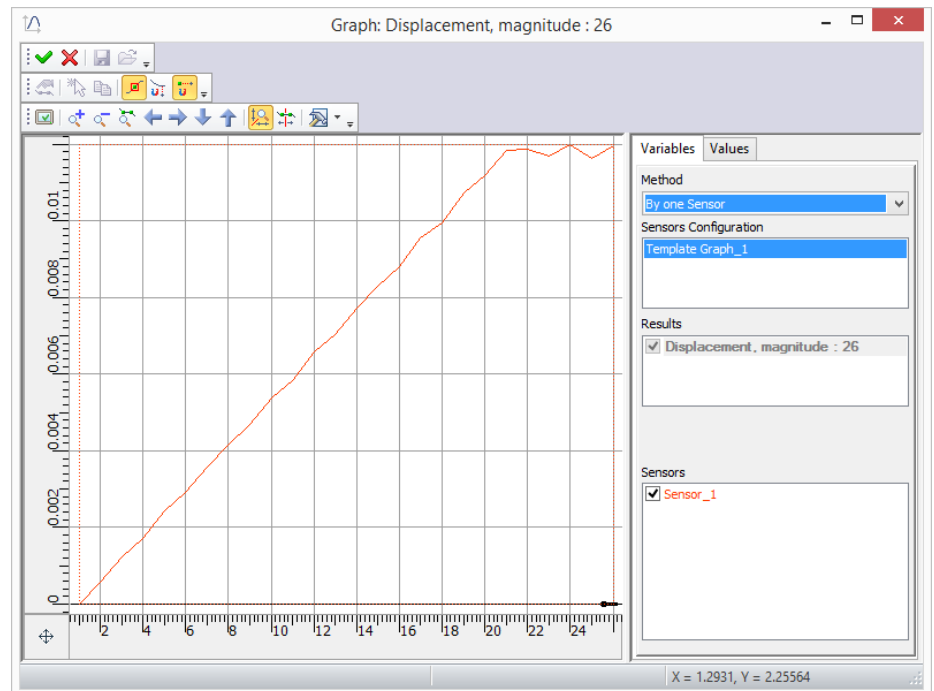 Graph: Displacement, magnitude : 26
Variables Values
Method
By one Sensor
Sensors Configuration
Template Graph_1
Results
Displacement, magnitude : 26
Sensors
Sensor_1
0.01
0.008
0.006
0.004
0.002
0
2 4 6 8 10 12 14 16 18 20 22 24
X = 1.2931, Y = 2.25564